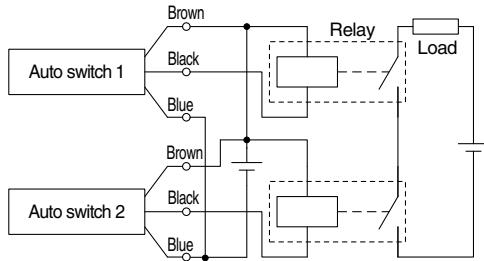 Brown
Relay
Load
Black
Auto switch 1
Blue
Brown
Black
Auto switch 2
Blue